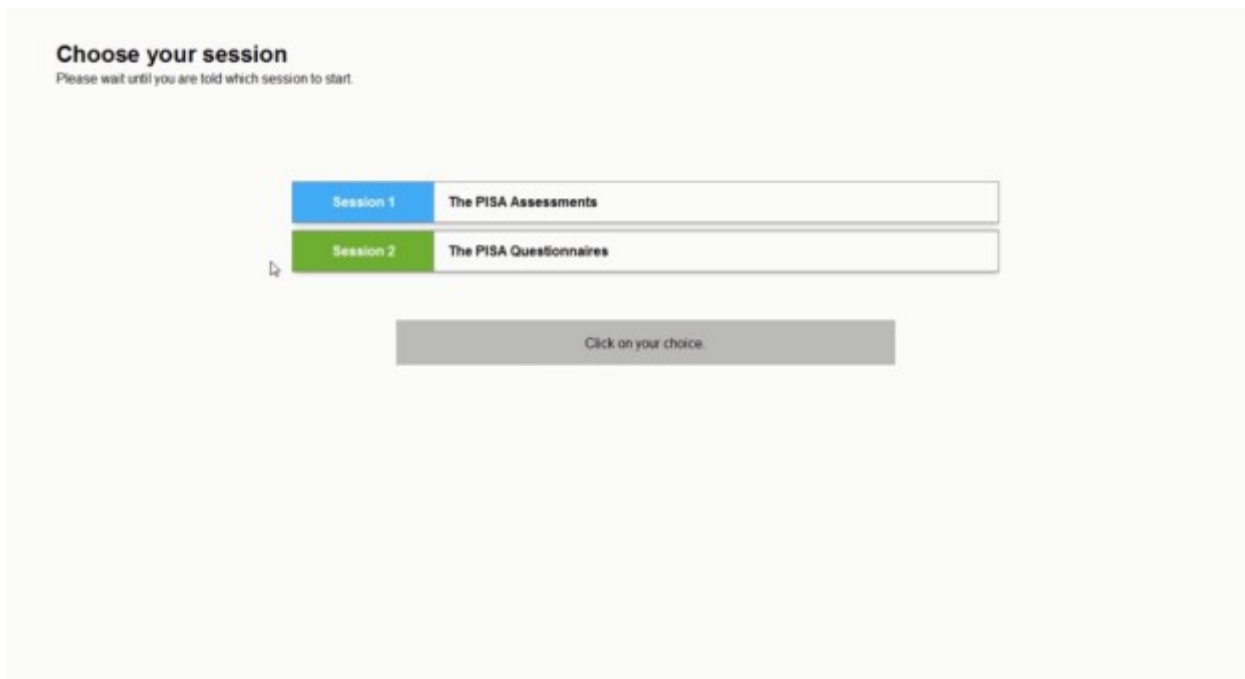 Choose your session
Please wait until you are told which session to start.
Session 1 The PISA Assessments
Session 2 The PISA Questionnaires
Click on your choice.